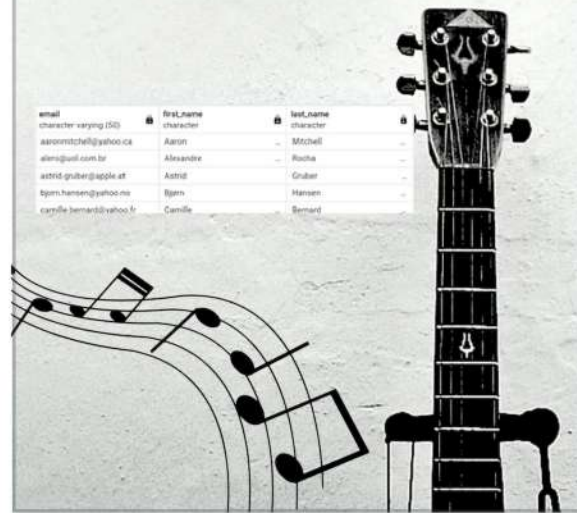 email first_name last_name
character varying (50) character character
aaronmitchell@yahoo.ca Aaron ... Mitchell ...
alero@uol.com.br Alexandre ... Rocha ...
astrid.gruber@apple.at Astrid ... Gruber ...
bjorn.hansen@yahoo.no Bjørn ... Hansen ...
camille.bernard@yahoo.fr Camille ... Bernard ...